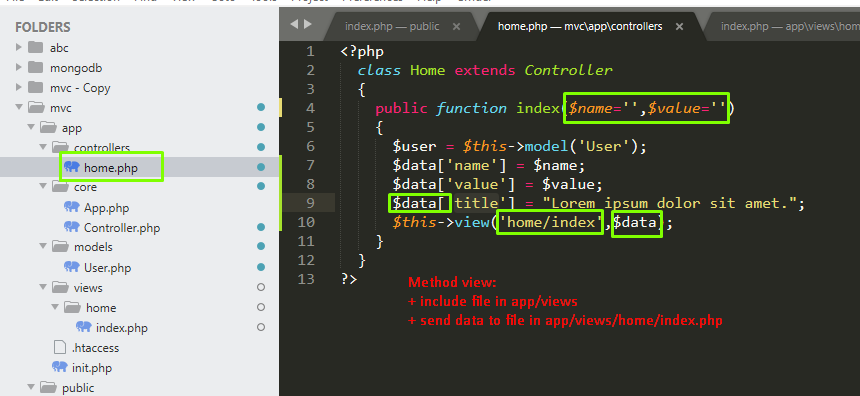 index.php — public
home.php — mvc\app\controllers
index.php — app\views\hom
FOLDERS
abc
mongodb
mvc - Copy
mvc
app
controllers
home.php
core
App.php
Controller.php
models
User.php
views
home
index.php
.htaccess
init.php
public
1 <?php
2 class Home extends Controller
3 {
4 public function index($name='',$value='')
5 {
6 $user = $this->model('User');
7 $data['name'] = $name;
8 $data['value'] = $value;
9 $data['title'] = "Lorem ipsum dolor sit amet.";
10 $this->view('home/index',$data);
11 }
12 }
13 ?>
Method view:
+ include file in app/views
+ send data to file in app/views/home/index.php